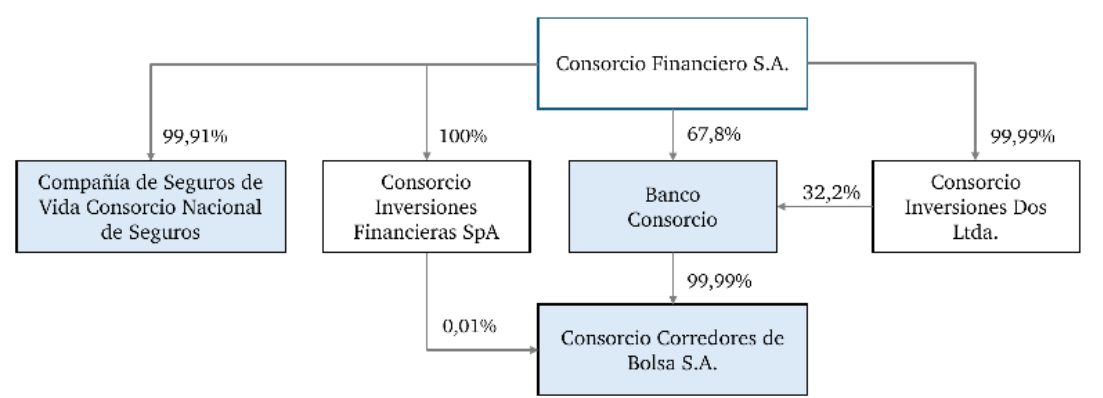 Consorcio Financiero S.A.
99,91%
100%
67,8%
99,99%
Compañía de Seguros de
Vida Consorcio Nacional
de Seguros
Consorcio
Inversiones
Financieras SpA
Banco
Consorcio
32,2%
Consorcio
Inversiones Dos
Ltda.
99,99%
0,01%
Consorcio Corredores de
Bolsa S.A.